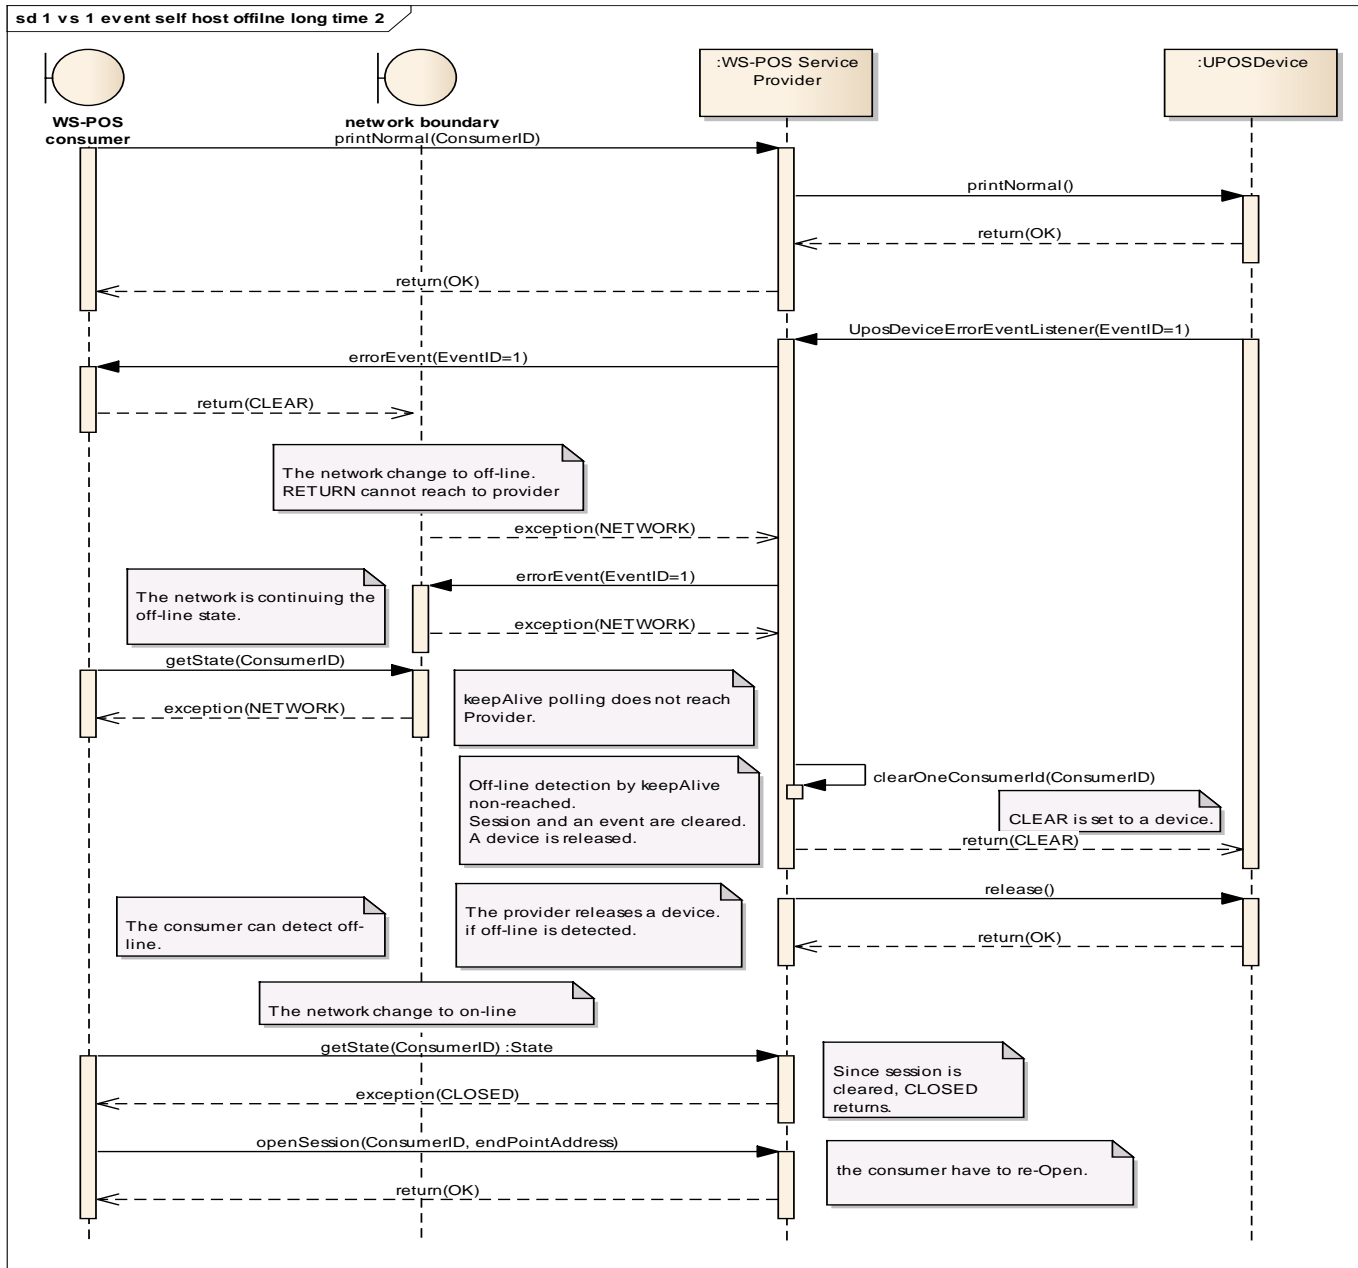 sd 1 vs 1 event self host offilne long time 2
:WS-POS Service
Provider
:UPOSDevice
WS-POS
consumer
network boundary
printNormal(ConsumerID)
printNormal()
return(OK)
return(OK)
UposDeviceErrorEventListener(EventID=1)
errorEvent(EventID=1)
return(CLEAR)
The network change to off-line.
RETURN cannot reach to provider
exception(NETWORK)
errorEvent(EventID=1)
The network is continuing the
off-line state.
exception(NETWORK)
getState(ConsumerID)
keepAlive polling does not reach
Provider.
exception(NETWORK)
clearOneConsumerId(ConsumerID)
Off-line detection by keepAlive
non-reached.
Session and an event are cleared.
A device is released.
CLEAR is set to a device.
return(CLEAR)
release()
The provider releases a device.
if off-line is detected.
The consumer can detect off-
line.
return(OK)
The network change to on-line
getState(ConsumerID) :State
Since session is
cleared, CLOSED
returns.
exception(CLOSED)
openSession(ConsumerID, endPointAddress)
the consumer have to re-Open.
return(OK)